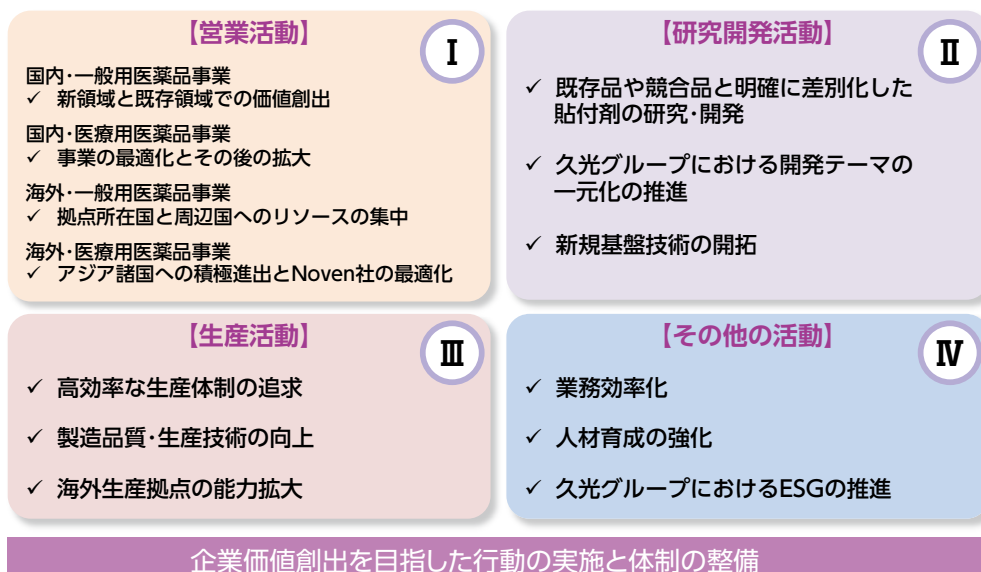 【営業活動】
Ⅰ
国内・一般用医薬品事業
✓ 新領域と既存領域での価値創出
国内・医療用医薬品事業
✓ 事業の最適化とその後の拡大
海外・一般用医薬品事業
✓ 拠点所在国と周辺国へのリソースの集中
海外・医療用医薬品事業
✓ アジア諸国への積極進出とNoven社の最適化
【研究開発活動】
Ⅱ
✓ 既存品や競合品と明確に差別化した
貼付剤の研究・開発
✓ 久光グループにおける開発テーマの
一元化の推進
✓ 新規基盤技術の開拓
【生産活動】
Ⅲ
✓ 高効率な生産体制の追求
✓ 製造品質・生産技術の向上
✓ 海外生産拠点の能力拡大
【その他の活動】
Ⅳ
✓ 業務効率化
✓ 人材育成の強化
✓ 久光グループにおけるESGの推進
企業価値創出を目指した行動の実施と体制の整備